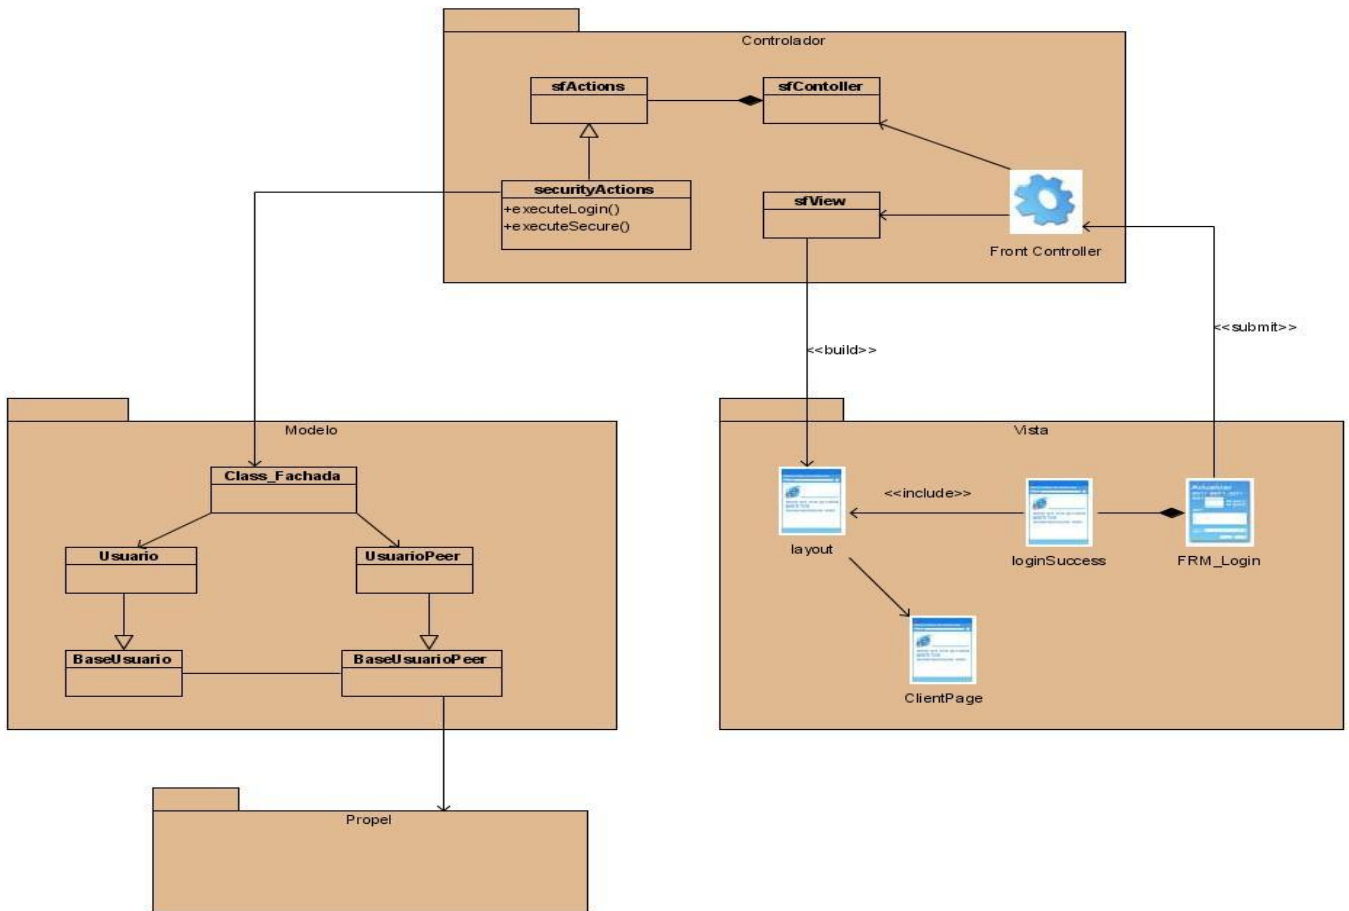 Controlador
sfActions
sfContoller
securityActions
+executeLogin()
+executeSecure()
sfView
Front Controller
<<submit>>
<<build>>
Modelo
Class_Fachada
Usuario
UsuarioPeer
BaseUsuario
BaseUsuarioPeer
Vista
<<include>>
layout
loginSuccess
FRM_Login
ClientPage
Propel